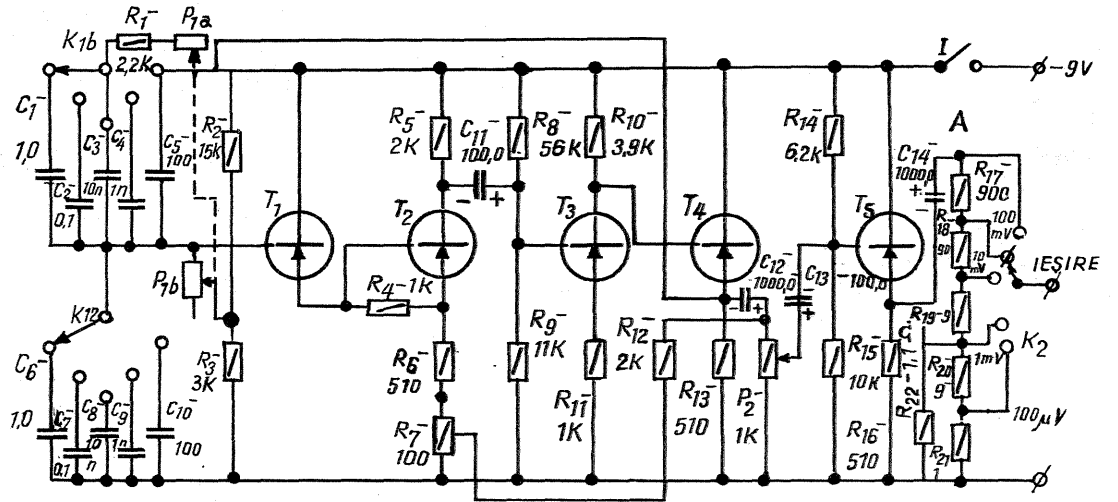 K1b
R1-
2,2K
P1a
I
-9V
C1-
1,0
C2-
0,1
C3-
10n
C4-
1n
C5-
100
R2-
15K
T1
R5-
2K
C11-
100,0
R8-
56K
R10-
3,9K
R14-
6,2K
A
C14-
1000,0
R17-
900
100
mV
T2
T3
T4
T5
R18-
90
10
mV
IESIRE
P1b
R4-1K
C12-
1000,0
C13
-100,0
R19-9
K12
C6-
1,0
C7-
0,1
C8-
10
n
C9-
1n
C10-
100
R3-
3K
R6-
510
R7-
100
R9-
11K
R11-
1K
R12-
2K
R13-
510
P2-
1K
R15-
10K
R16-
510
R22-1,1
1mV
K2
R20-
9
100µV
R21
1